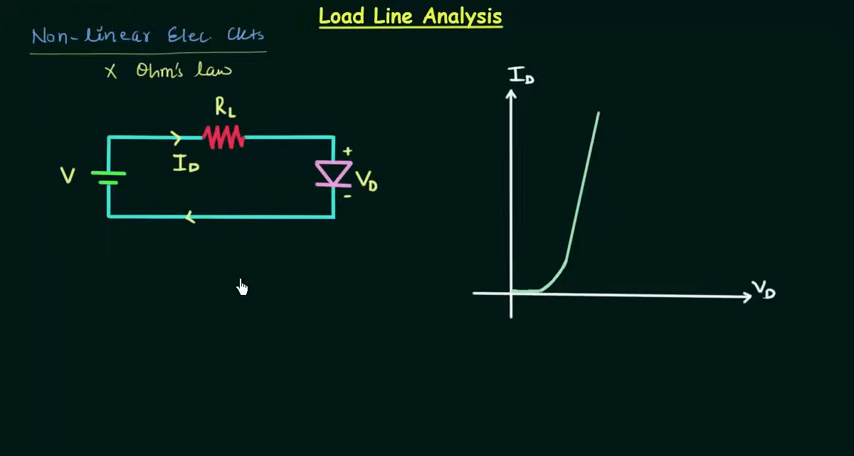 Load Line Analysis
Non-linear Elec. Ckts
x Ohm's law
RL
ID
V
+
VD
-
ID
VD